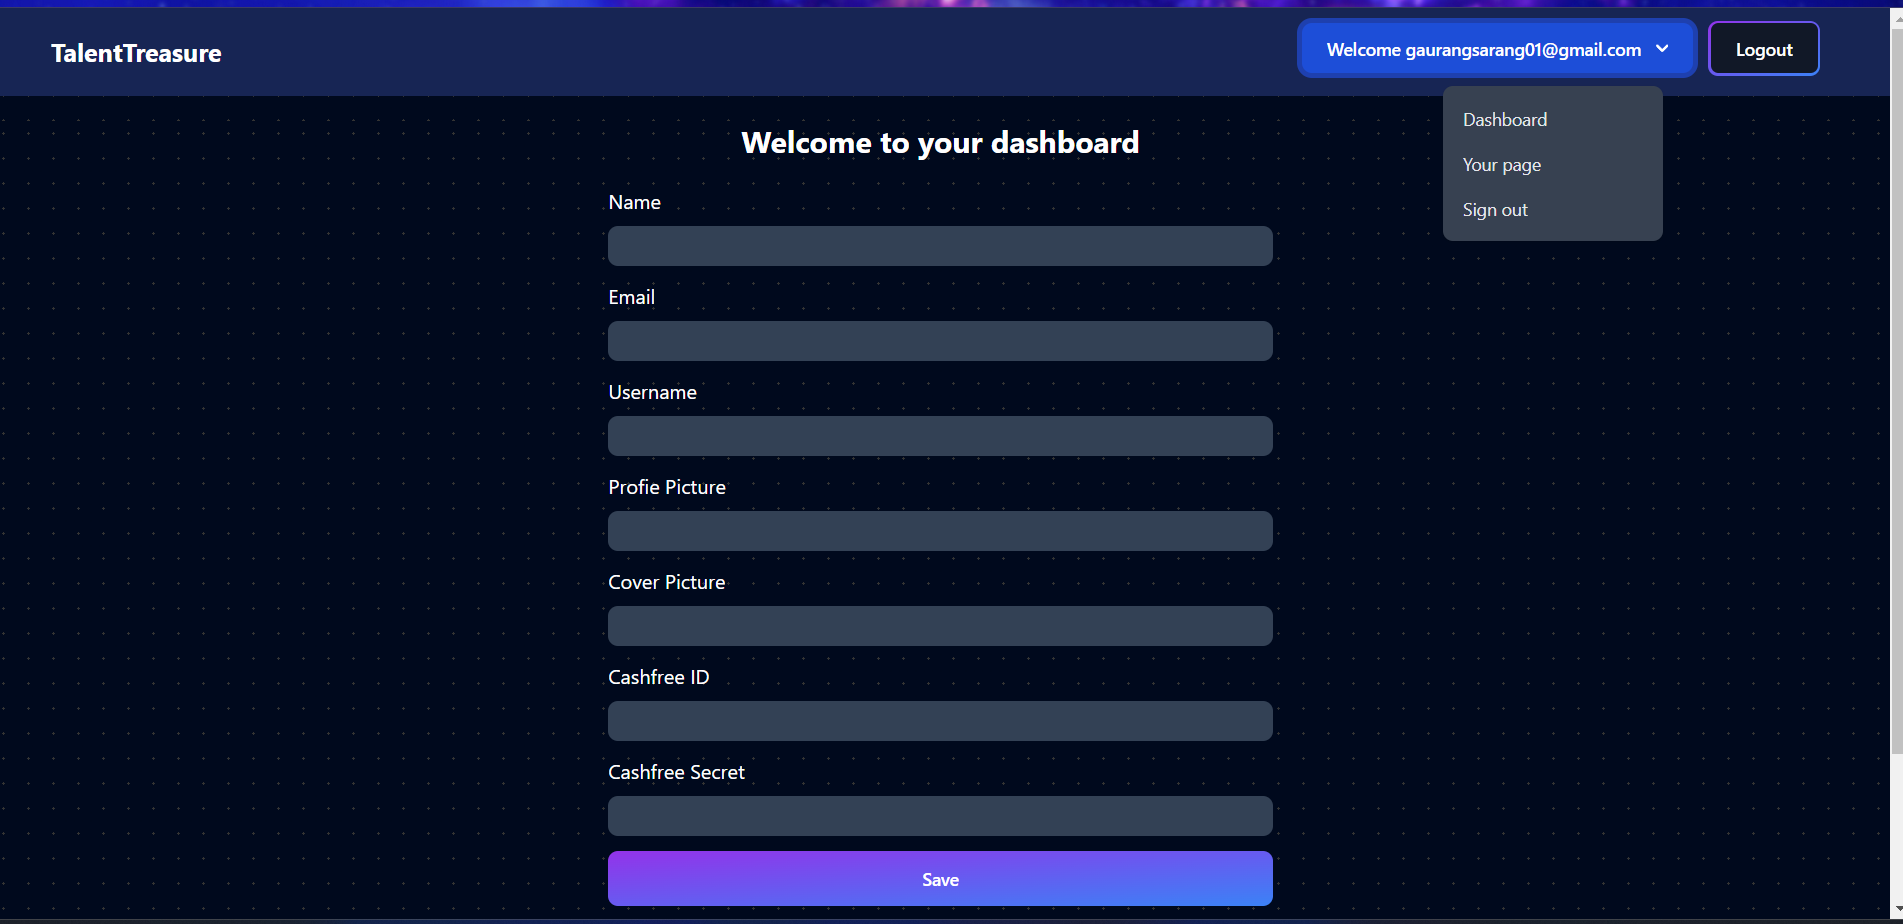 TalentTreasure
Welcome gaurangsarang01@gmail.com
Logout
Dashboard
Your page
Sign out
Welcome to your dashboard
Name
Email
Username
Profie Picture
Cover Picture
Cashfree ID
Cashfree Secret
Save